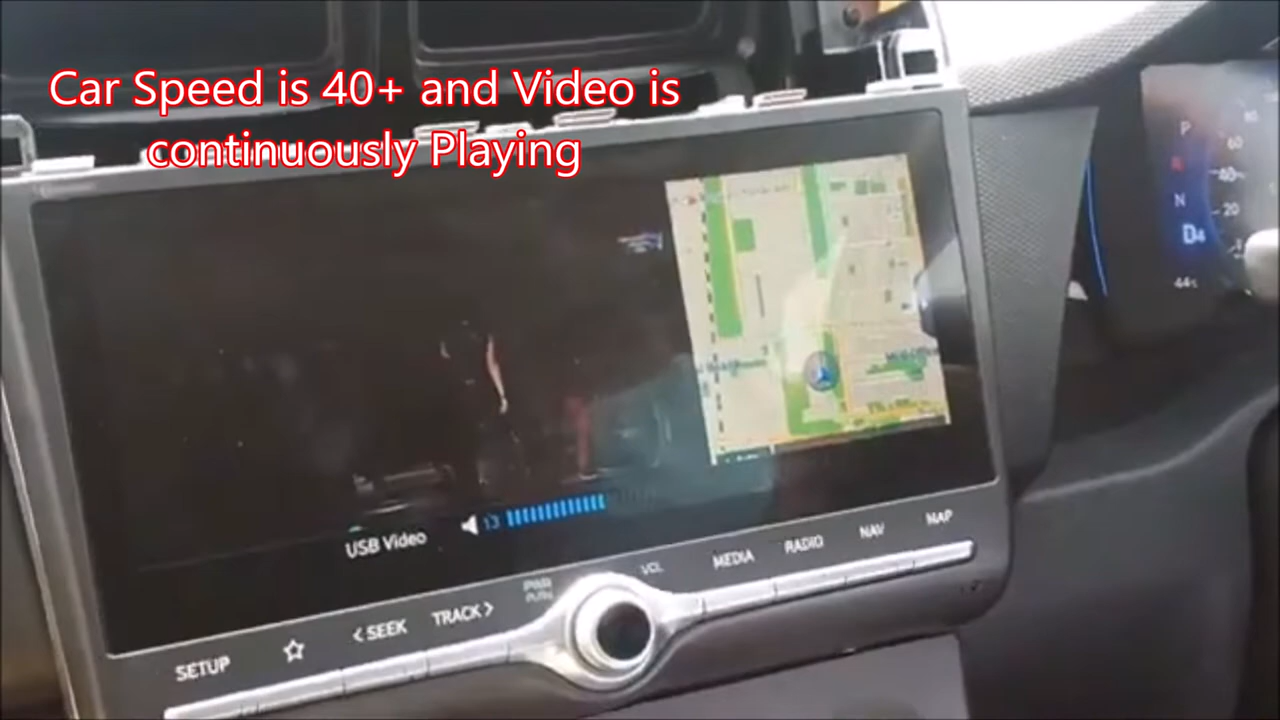 Car Speed is 40+ and Video is
continuously Playing
USB Video
13
SETUP
< SEEK
TRACK >
VOL
MEDIA
RADIO
NAV
MAP
P
R
N
D4
80
60
40
20